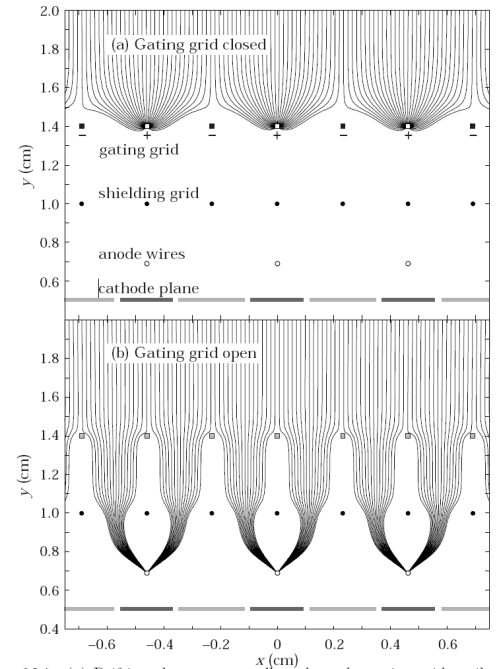 2.0
(a) Gating grid closed
1.8
1.6
1.4
− + − + − + −
gating grid
1.2
y (cm)
shielding grid
1.0
0.8
anode wires
0.6
cathode plane
(b) Gating grid open
1.8
1.6
1.4
1.2
y (cm)
1.0
0.8
0.6
0.4
−0.6 −0.4 −0.2 0 0.2 0.4 0.6
x (cm)